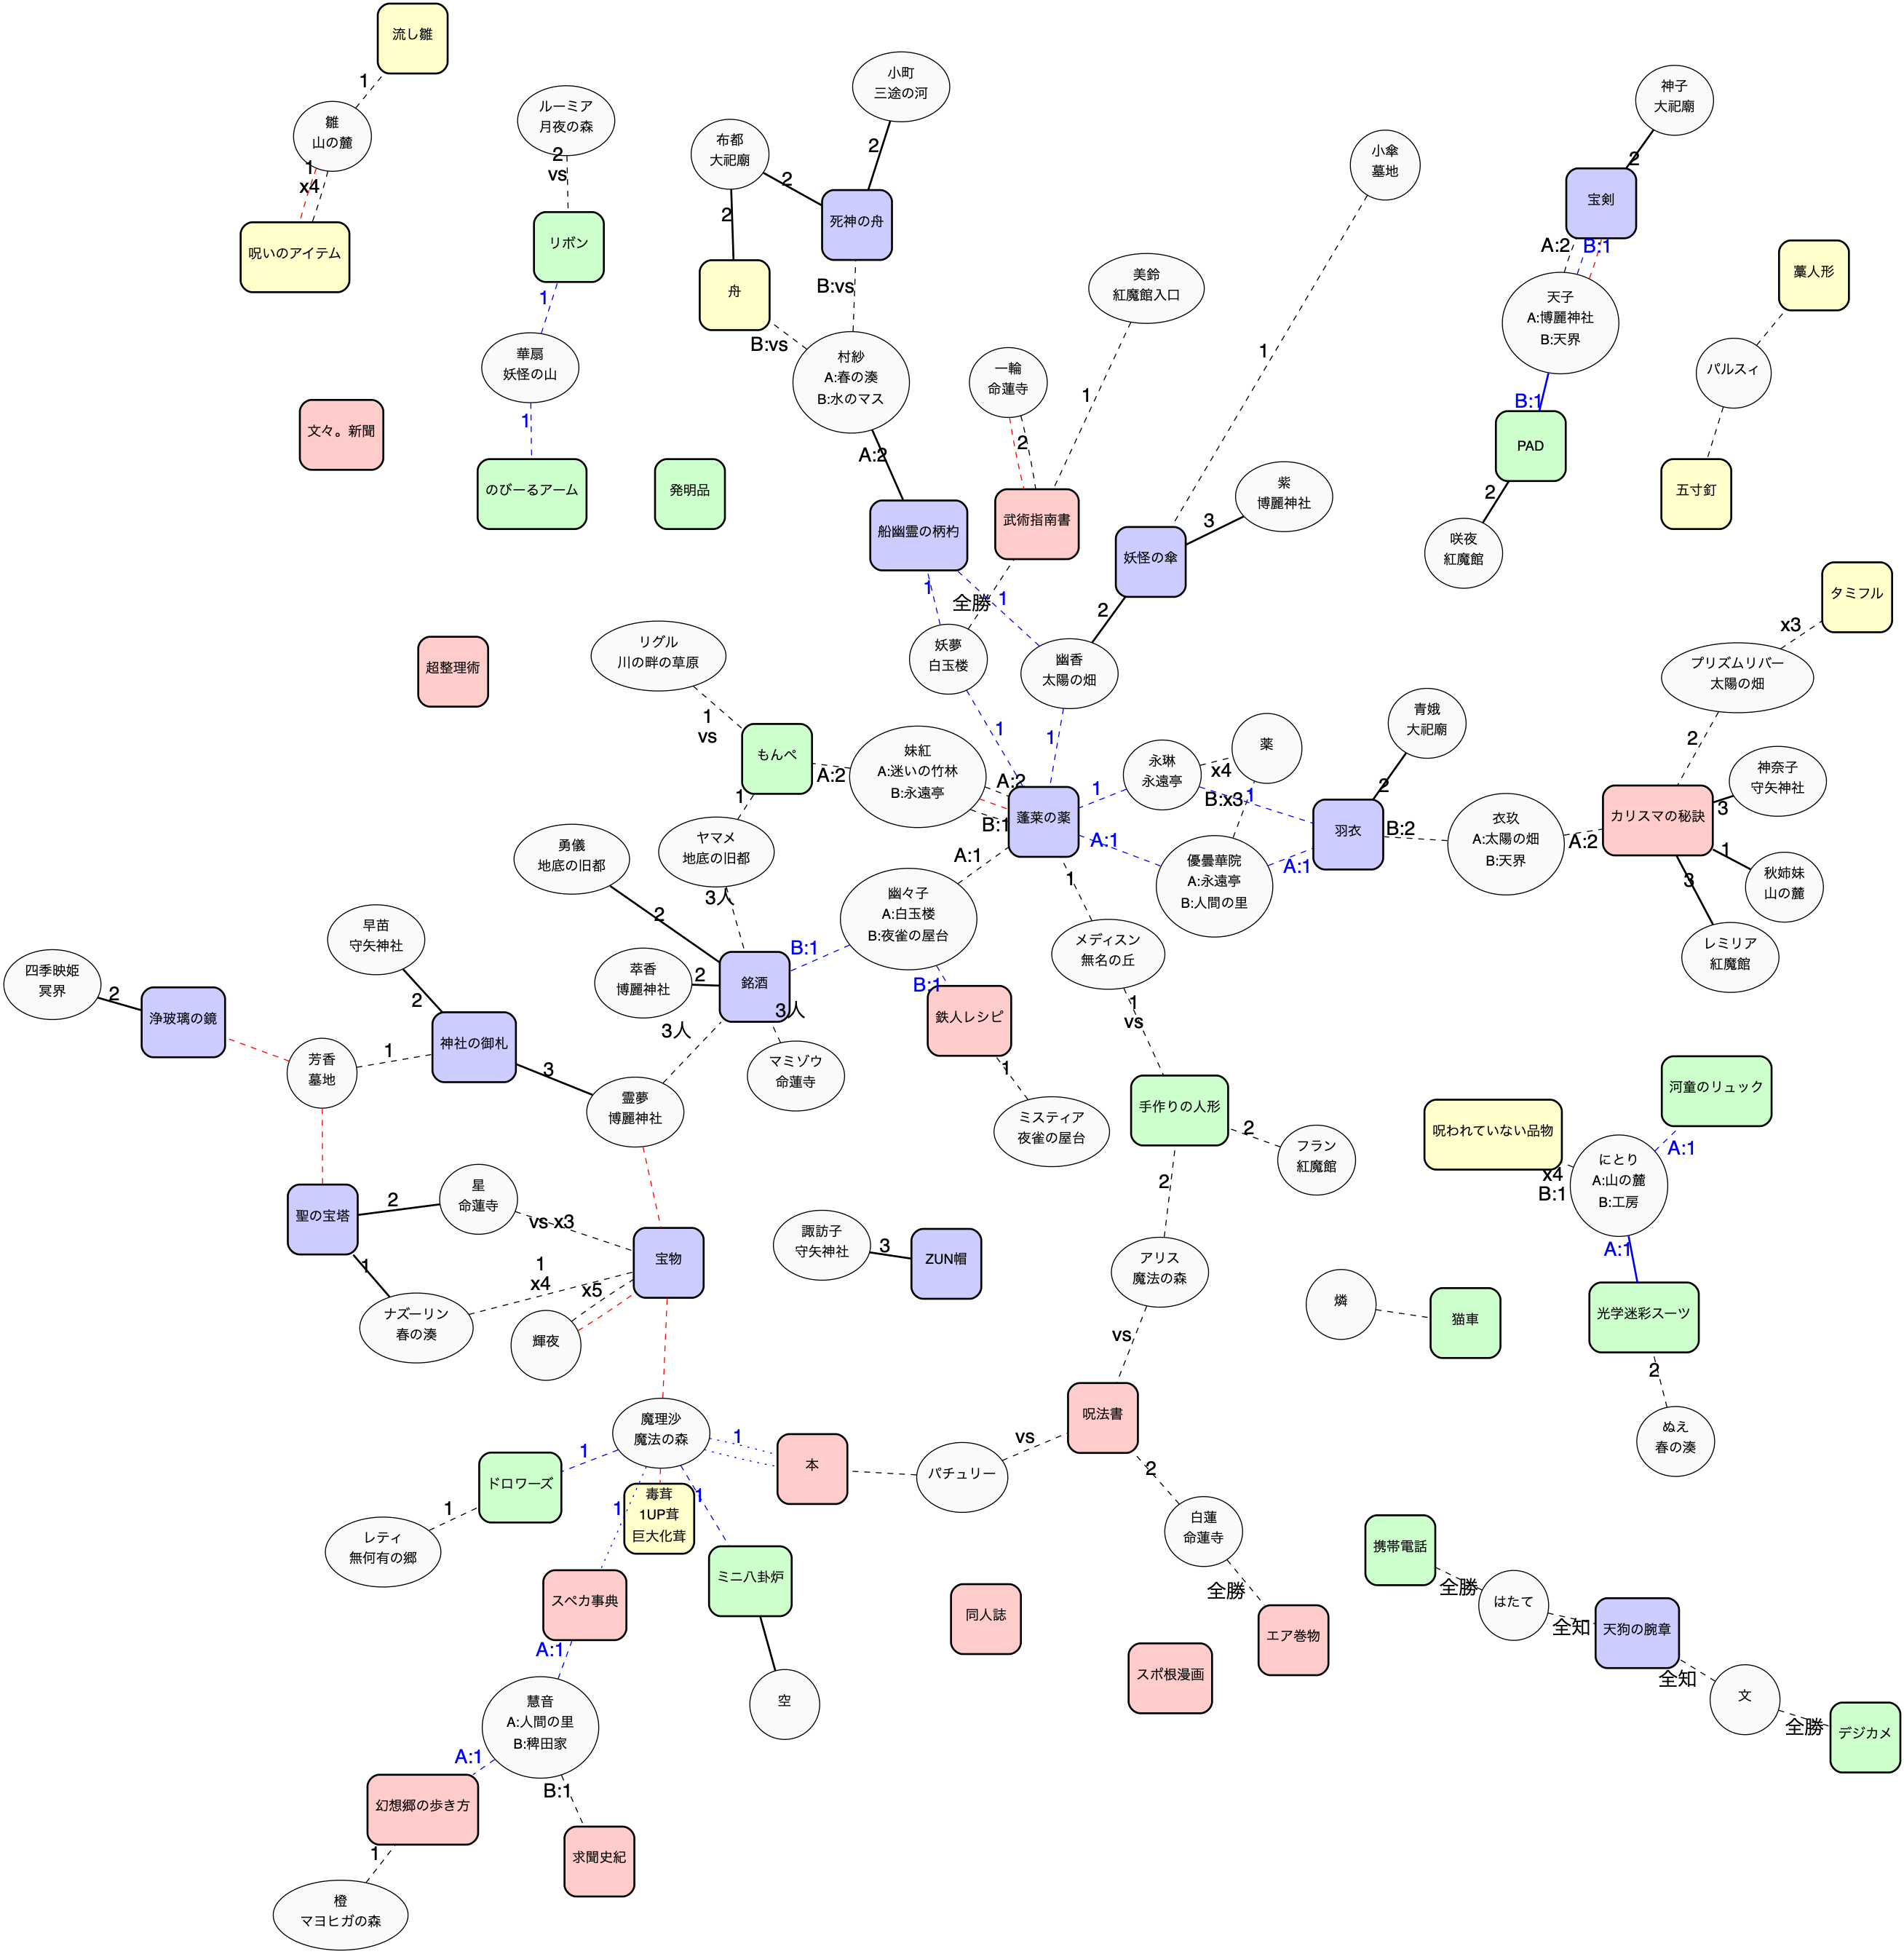 流し雛
1
雛
山の麓
1
x4
呪いのアイテム
ルーミア
月夜の森
2
vs
リボン
1
華扇
妖怪の山
1
のびーるアーム
文々。新聞
発明品
超整理術
小町
三途の河
2
布都
大祀廟
2
2
死神の舟
舟
B:vs
B:vs
村紗
A:春の湊
B:水のマス
A:2
船幽霊の柄杓
一輪
命蓮寺
2
美鈴
紅魔館入口
1
武術指南書
小傘
墓地
1
紫
博麗神社
3
妖怪の傘
2
全勝
1
1
妖夢
白玉楼
幽香
太陽の畑
1
1
神子
大祀廟
2
宝剣
A:2
B:1
天子
A:博麗神社
B:天界
B:1
PAD
2
咲夜
紅魔館
藁人形
パルスィ
五寸釘
タミフル
x3
プリズムリバー
太陽の畑
2
神奈子
守矢神社
3
カリスマの秘訣
1
秋姉妹
山の麓
3
レミリア
紅魔館
A:2
衣玖
A:太陽の畑
B:天界
B:2
羽衣
2
青娥
大祀廟
リグル
川の畔の草原
1
vs
もんぺ
A:2
妹紅
A:迷いの竹林
B:永遠亭
A:2
B:1
蓬莱の薬
1
永琳
永遠亭
x4
薬
B:x3
1
A:1
優曇華院
A:永遠亭
B:人間の里
A:1
1
ヤマメ
地底の旧都
3人
勇儀
地底の旧都
2
萃香
博麗神社
2
銘酒
B:1
幽々子
A:白玉楼
B:夜雀の屋台
A:1
B:1
鉄人レシピ
1
ミスティア
夜雀の屋台
3人
マミゾウ
命蓮寺
3人
1
メディスン
無名の丘
1
vs
手作りの人形
2
フラン
紅魔館
2
アリス
魔法の森
vs
呪法書
vs
パチュリー
2
白蓮
命蓮寺
全勝
エア巻物
四季映姫
冥界
2
浄玻璃の鏡
早苗
守矢神社
2
神社の御札
1
芳香
墓地
3
霊夢
博麗神社
聖の宝塔
2
星
命蓮寺
vs x3
1
ナズーリン
春の湊
1
x4
x5
宝物
輝夜
諏訪子
守矢神社
3
ZUN帽
魔理沙
魔法の森
1
本
1
ドロワーズ
1
レティ
無何有の郷
毒茸
1UP茸
巨大化茸
1
1
ミニ八卦炉
空
スペカ事典
A:1
慧音
A:人間の里
B:稗田家
A:1
幻想郷の歩き方
1
橙
マヨヒガの森
B:1
求聞史紀
同人誌
スポ根漫画
呪われていない品物
x4
B:1
にとり
A:山の麓
B:工房
A:1
河童のリュック
A:1
光学迷彩スーツ
2
ぬえ
春の湊
燐
猫車
携帯電話
全勝
はたて
全知
天狗の腕章
全知
文
全勝
デジカメ